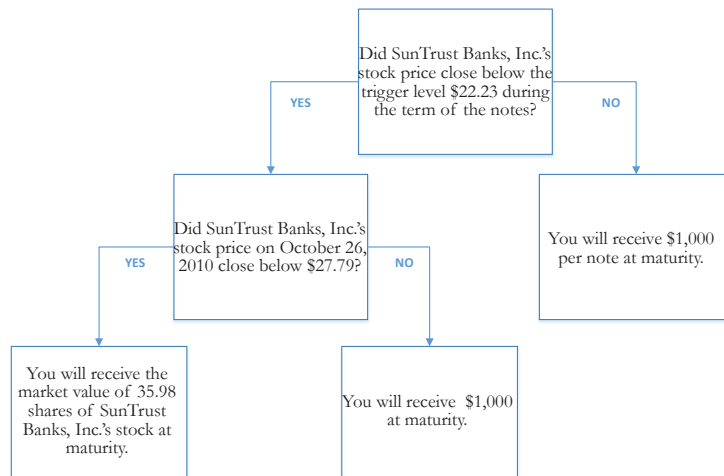 Did SunTrust Banks, Inc.'s
stock price close below the
trigger level $22.23 during
the term of the notes?
YES
NO
Did SunTrust Banks, Inc.'s
stock price on October 26,
2010 close below $27.79?
You will receive $1,000
per note at maturity.
YES
NO
You will receive the
market value of 35.98
shares of SunTrust
Banks, Inc.'s stock at
maturity.
You will receive $1,000
at maturity.